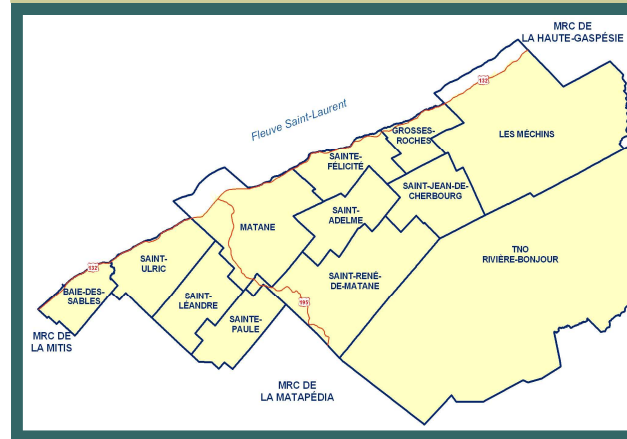 MRC DE
LA HAUTE-GASPÉSIE
132
Fleuve Saint-Laurent
GROSSES-
ROCHES
LES MÉCHINS
SAINTE-
FÉLICITÉ
SAINT-JEAN-DE-
CHERBOURG
SAINT-
ADELME
MATANE
TNO
RIVIÈRE-BONJOUR
SAINT-
ULRIC
132
SAINT-RENÉ-
DE-MATANE
BAIE-DES-
SABLES
SAINT-
LÉANDRE
195
SAINTE-
PAULE
MRC DE
LA MITIS
MRC DE
LA MATAPÉDIA